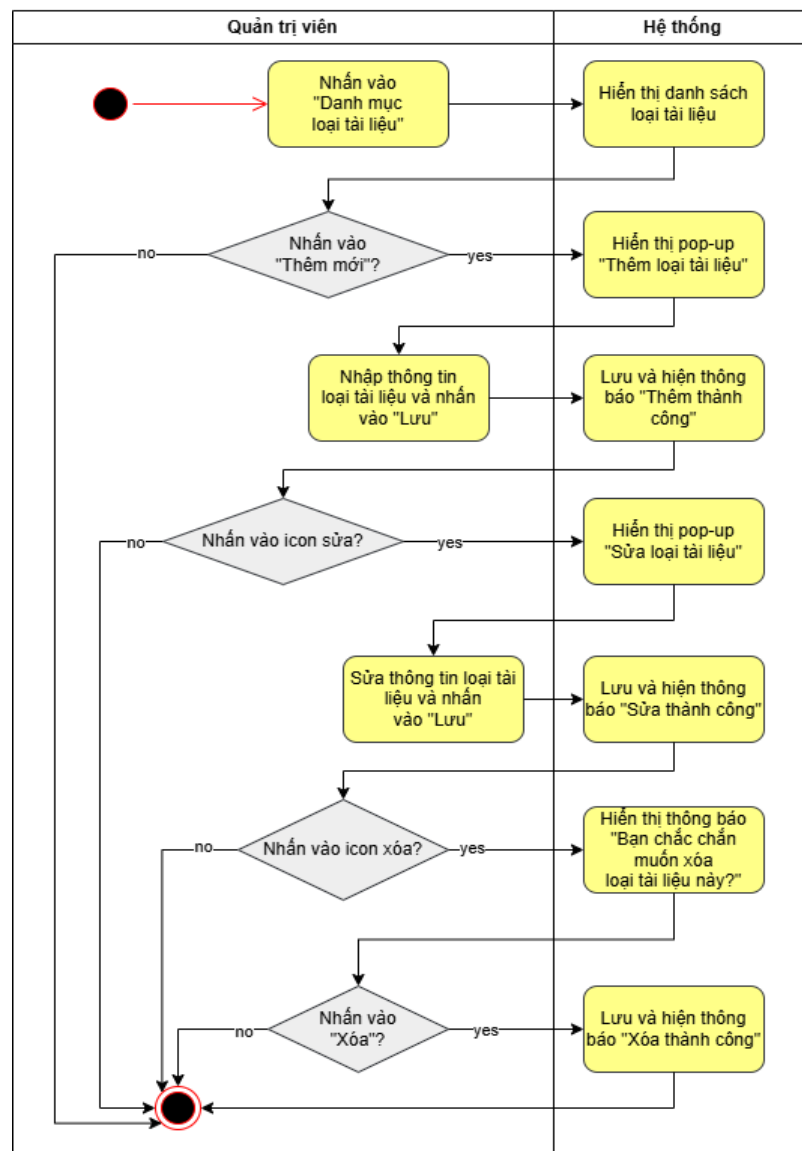 Quản trị viên
Hệ thống
Nhấn vào
"Danh mục
loại tài liệu"
Hiển thị danh sách
loại tài liệu
Nhấn vào
"Thêm mới"?
no
yes
Hiển thị pop-up
"Thêm loại tài liệu"
Nhập thông tin
loại tài liệu và nhấn
vào "Lưu"
Lưu và hiện thông
báo "Thêm thành
công"
Nhấn vào icon sửa?
no
yes
Hiển thị pop-up
"Sửa loại tài liệu"
Sửa thông tin loại tài
liệu và nhấn
vào "Lưu"
Lưu và hiện thông
báo "Sửa thành công"
Nhấn vào icon xóa?
no
yes
Hiển thị thông báo
"Bạn chắc chắn
muốn xóa
loại tài liệu này?"
Nhấn vào
"Xóa"?
no
yes
Lưu và hiện thông
báo "Xóa thành công"